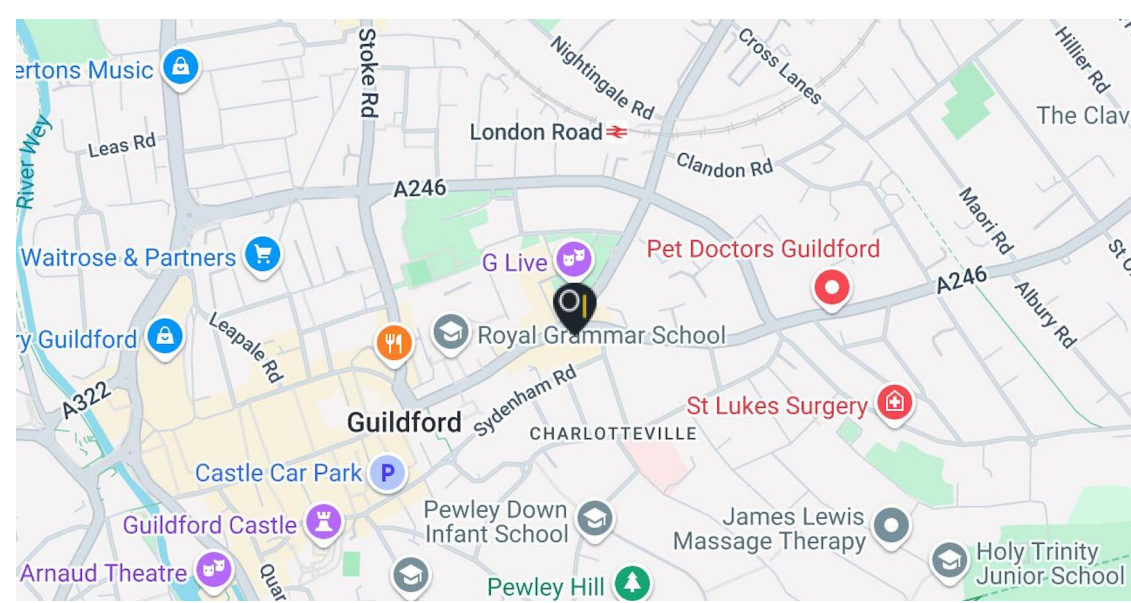 ertons Music
Stoke Rd
Nightingale Rd
Cross Lanes
Hillier Rd
The Clav
London Road
Leas Rd
River Wey
Clandon Rd
A246
Maori Rd
Waitrose & Partners
G Live
Pet Doctors Guildford
St O
A246
Albury Rd
ry Guildford
Leapale Rd
Royal Grammar School
A322
Guildford
Sydenham Rd
St Lukes Surgery
CHARLOTTEVILLE
Castle Car Park
P
Guildford Castle
Pewley Down
Infant School
James Lewis
Massage Therapy
Holy Trinity
Junior School
Arnaud Theatre
Quar
Pewley Hill